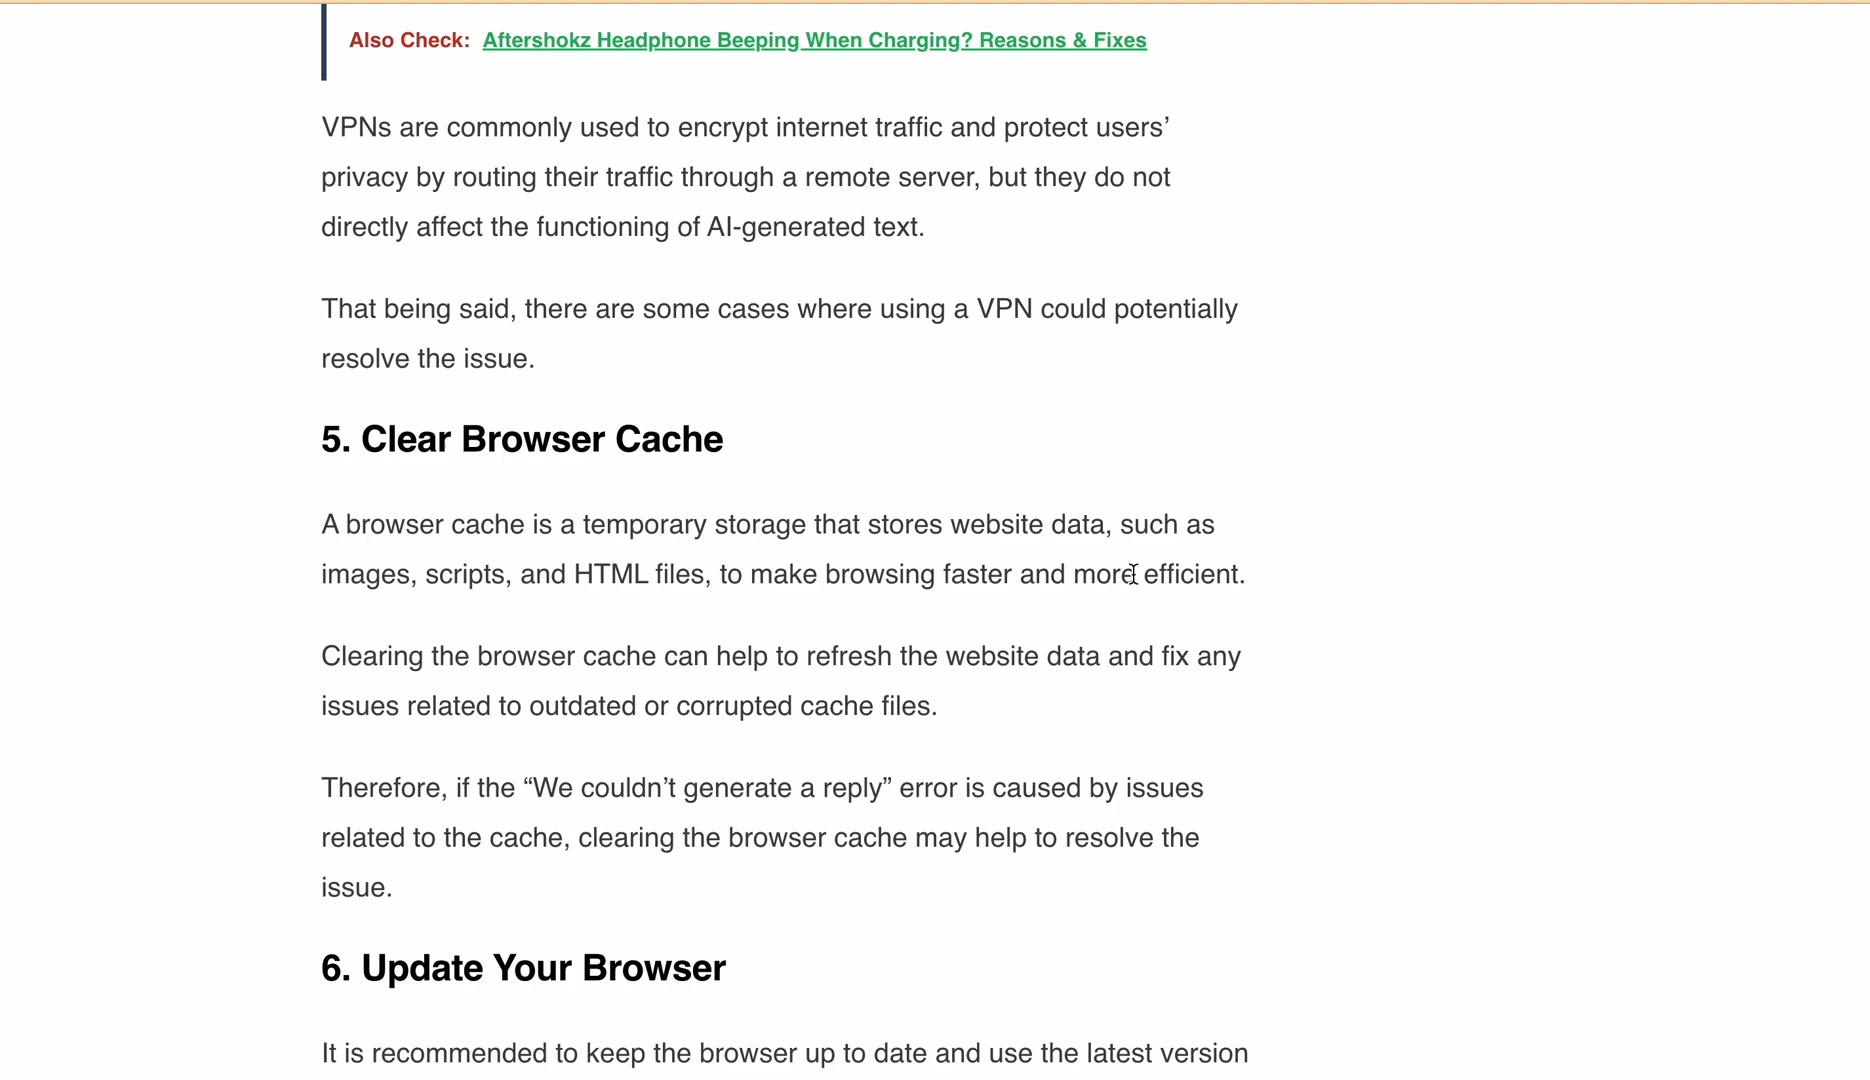 Also Check: Aftershokz Headphone Beeping When Charging? Reasons & Fixes
VPNs are commonly used to encrypt internet traffic and protect users’
privacy by routing their traffic through a remote server, but they do not
directly affect the functioning of AI-generated text.
That being said, there are some cases where using a VPN could potentially
resolve the issue.
5. Clear Browser Cache
A browser cache is a temporary storage that stores website data, such as
images, scripts, and HTML files, to make browsing faster and more efficient.
Clearing the browser cache can help to refresh the website data and fix any
issues related to outdated or corrupted cache files.
Therefore, if the “We couldn’t generate a reply” error is caused by issues
related to the cache, clearing the browser cache may help to resolve the
issue.
6. Update Your Browser
It is recommended to keep the browser up to date and use the latest version